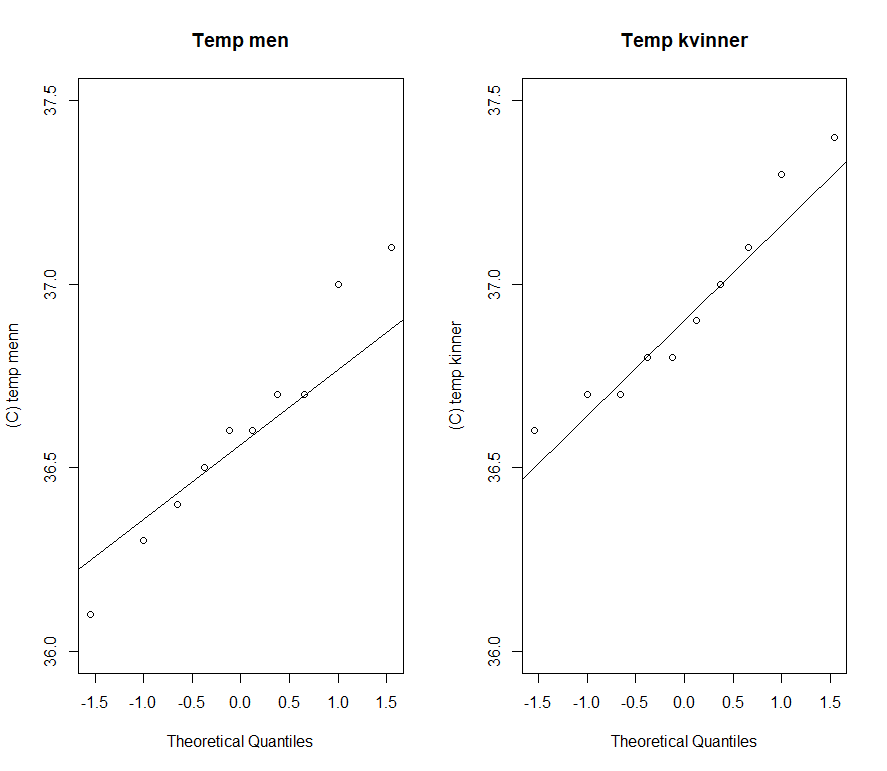 Temp men
(C) temp menn
37.5
37.0
36.5
36.0
-1.5 -1.0 -0.5 0.0 0.5 1.0 1.5
Theoretical Quantiles
Temp kvinner
(C) temp kinner
37.5
37.0
36.5
36.0
-1.5 -1.0 -0.5 0.0 0.5 1.0 1.5
Theoretical Quantiles